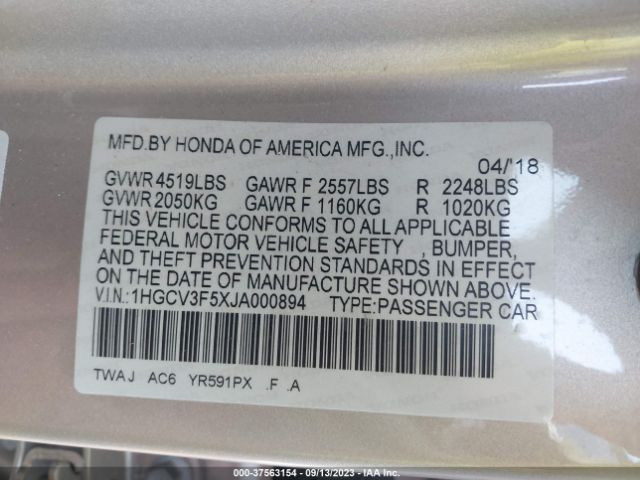 MFD.BY HONDA OF AMERICA MFG.,INC.
04/'18
GVWR 4519LBS GAWR F 2557LBS R 2248LBS
GVWR 2050KG GAWR F 1160KG R 1020KG
THIS VEHICLE CONFORMS TO ALL APPLICABLE
FEDERAL MOTOR VEHICLE SAFETY , BUMPER,
AND THEFT PREVENTION STANDARDS IN EFFECT
ON THE DATE OF MANUFACTURE SHOWN ABOVE.
V.I.N.:1HGCV3F5XJA000894 TYPE:PASSENGER CAR
TWAJ AC6 YR591PX .F .A
000-37563154 - 09/13/2023 - IAA Inc.